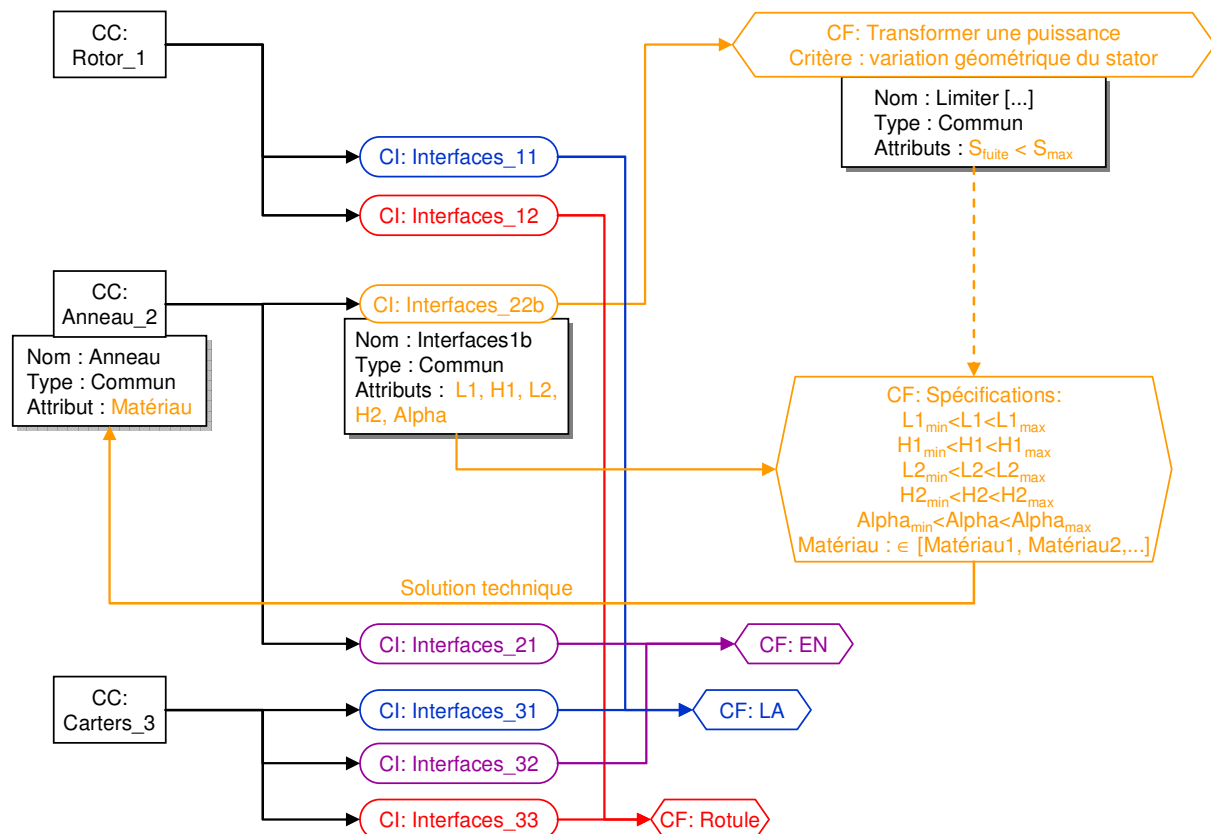 CC:
Rotor_1
CF: Transformer une puissance
Critère : variation géométrique du stator
Nom : Limiter [...]
Type : Commun
Attributs : S_fuite < S_max
CI: Interfaces_11
CI: Interfaces_12
CC:
Anneau_2
Nom : Anneau
Type : Commun
Attribut : Matériau
CI: Interfaces_22b
Nom : Interfaces1b
Type : Commun
Attributs : L1, H1, L2,
H2, Alpha
CF: Spécifications:
L1min<L1<L1max
H1min<H1<H1max
L2min<L2<L2max
H2min<H2<H2max
Alphamin<Alpha<Alphamax
Matériau : ∈ [Matériau1, Matériau2,...]
Solution technique
CI: Interfaces_21
CF: EN
CC:
Carters_3
CI: Interfaces_31
CF: LA
CI: Interfaces_32
CI: Interfaces_33
CF: Rotule